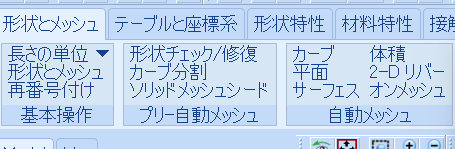 形状とメッシュ テーブルと座標系 形状特性 材料特性 接触
長さの単位
形状とメッシュ
再番号付け
基本操作
形状チェック/修復
カーブ分割
ソリッドメッシュシード
プリー自動メッシュ
カーブ 体積
平面 2-D リバー
サーフェス オンメッシュ
自動メッシュ